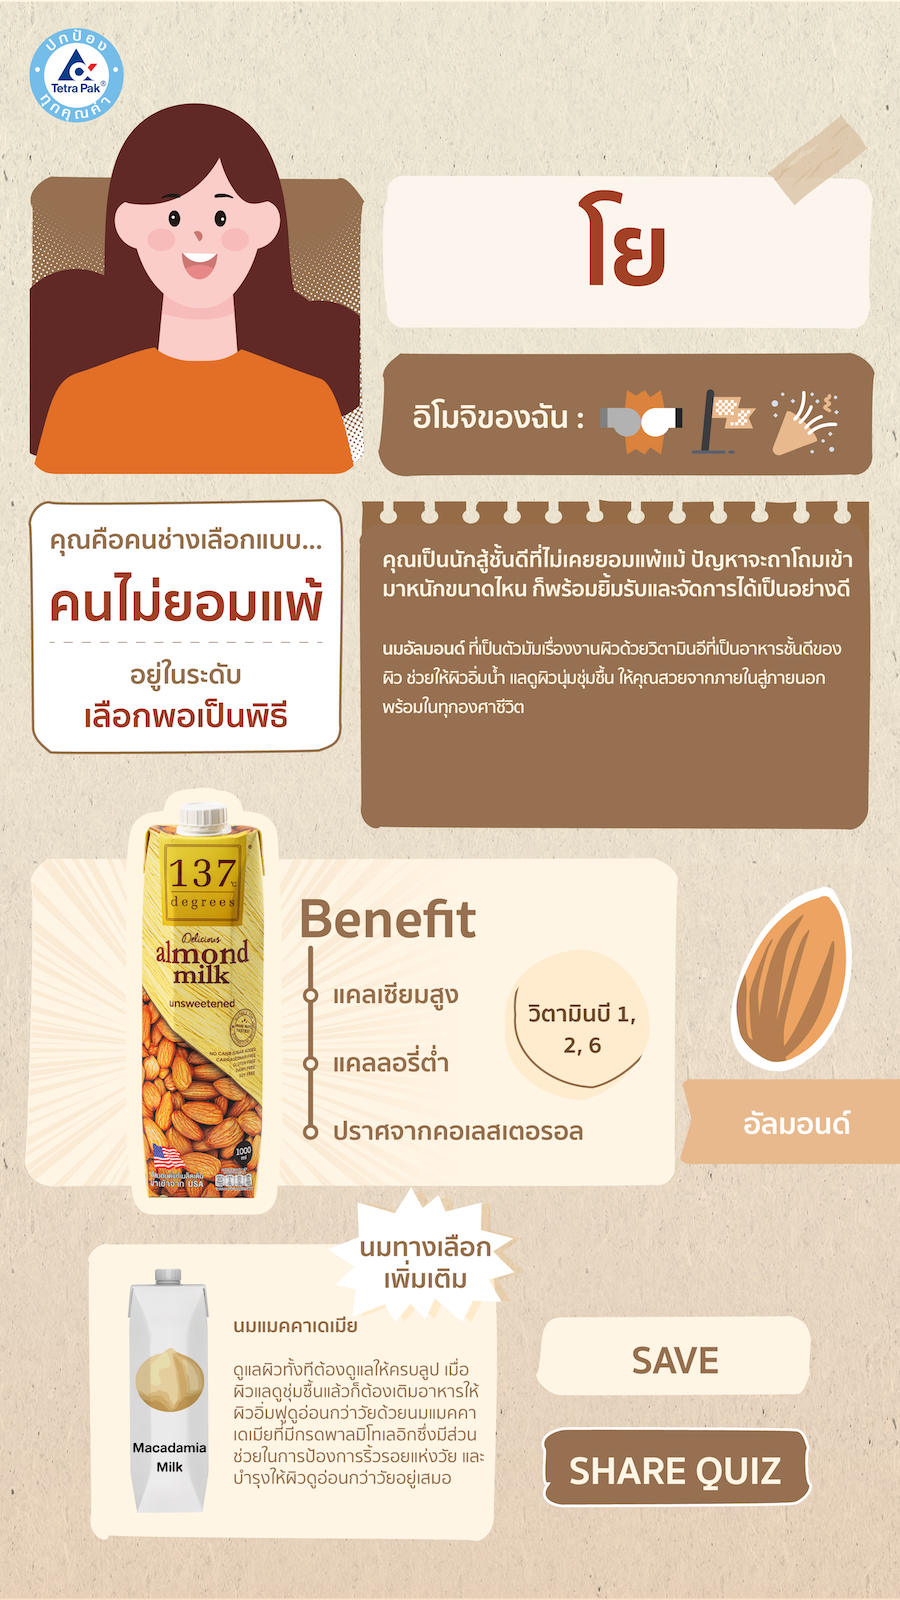 ปกป้อง
Tetra Pak®
ทุกคุณค่า
โย
อิโมจิของฉัน :
คุณคือคนช่างเลือกแบบ...
คนไม่ยอมแพ้
อยู่ในระดับ
เลือกพอเป็นพิธี
คุณเป็นนักสู้ชั้นดีที่ไม่เคยยอมแพ้แม้ ปัญหาจะถาโถมเข้า
มาหนักขนาดไหน ก็พร้อมยิ้มรับและจัดการได้เป็นอย่างดี
นมอัลมอนด์ ที่เป็นตัวมัมเรื่องงานผิวด้วยวิตามินอีที่เป็นอาหารชั้นดีของ
ผิว ช่วยให้ผิวอิ่มน้ำ แลดูผิวนุ่มชุ่มชื้น ให้คุณสวยจากภายในสู่ภายนอก
พร้อมในทุกองศาชีวิต
137
degrees
Delicious
almond
milk
unsweetened
1000
ml
Benefit
แคลเซียมสูง
แคลลอรี่ต่ำ
ปราศจากคอเลสเตอรอล
วิตามินบี 1,
2, 6
อัลมอนด์
นมทางเลือก
เพิ่มเติม
Macadamia
Milk
นมแมคคาเดเมีย
ดูแลผิวทั้งทีต้องดูแลให้ครบลูป เมื่อ
ผิวแลดูชุ่มชื้นแล้วก็ต้องเติมอาหารให้
ผิวอิ่มฟูดูอ่อนกว่าวัยด้วยนมแมคคา
เดเมียที่มีกรดพาลมิโทเลอิกซึ่งมีส่วน
ช่วยในการป้องการริ้วรอยแห่งวัย และ
บำรุงให้ผิวดูอ่อนกว่าวัยอยู่เสมอ
SAVE
SHARE QUIZ